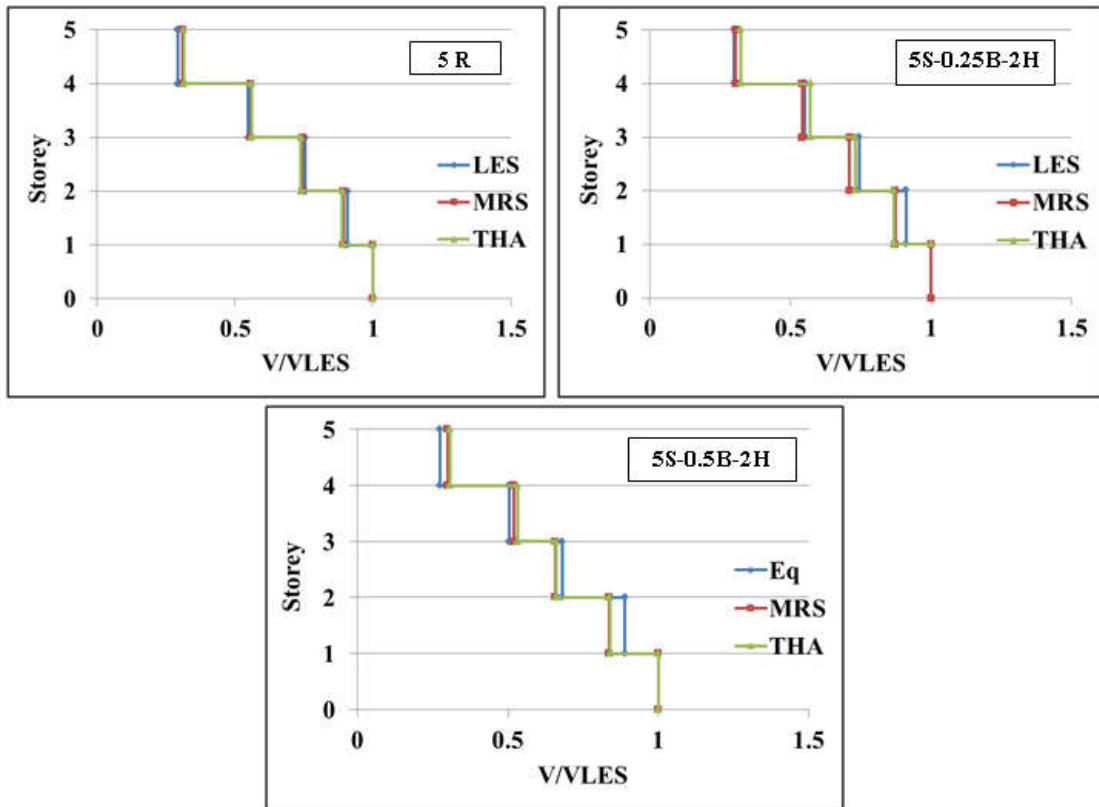 5 R
5
4
3
2
1
0
Storey
0
0.5
1
1.5
V/VLES
LES
MRS
THA
5S-0.25B-2H
5
4
3
2
1
0
Storey
0
0.5
1
1.5
V/VLES
LES
MRS
THA
5S-0.5B-2H
5
4
3
2
1
0
Storey
0
0.5
1
1.5
V/VLES
Eq
MRS
THA